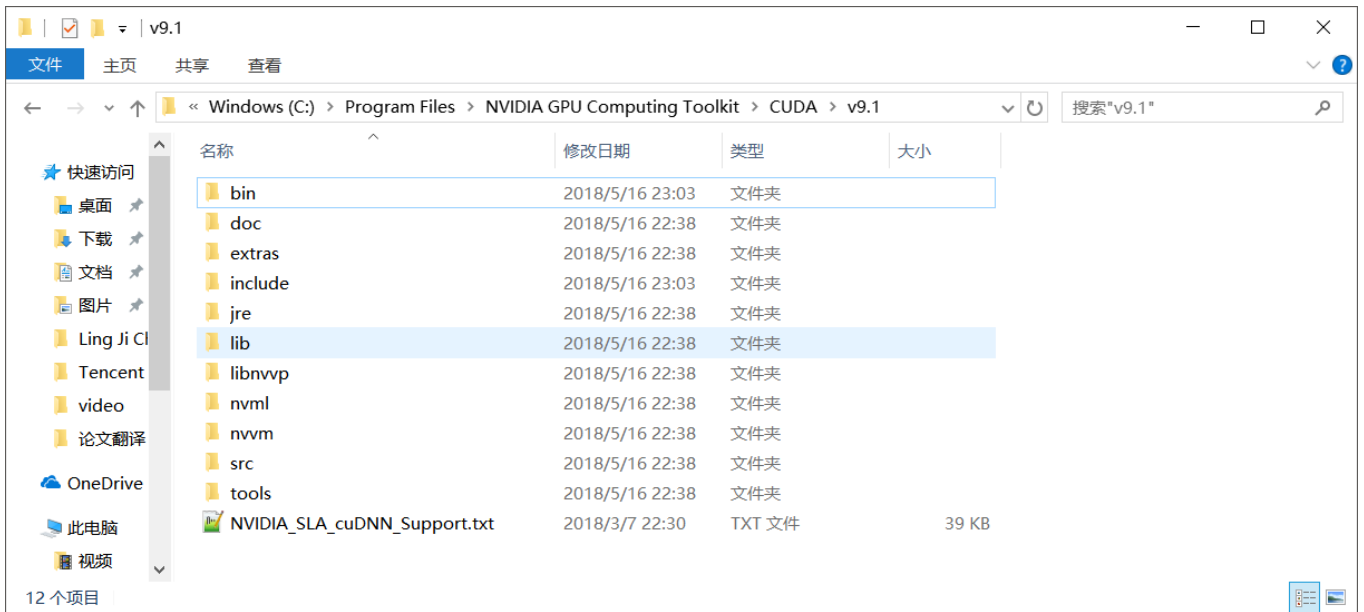 v9.1
文件 主页 共享 查看
« Windows (C:) > Program Files > NVIDIA GPU Computing Toolkit > CUDA > v9.1 搜索"v9.1"
名称 修改日期 类型 大小
快速访问
桌面
下载
文档
图片
Ling Ji Cl
Tencent
video
论文翻译
OneDrive
此电脑
视频
bin 2018/5/16 23:03 文件夹
doc 2018/5/16 22:38 文件夹
extras 2018/5/16 22:38 文件夹
include 2018/5/16 23:03 文件夹
jre 2018/5/16 22:38 文件夹
lib 2018/5/16 22:38 文件夹
libnvvp 2018/5/16 22:38 文件夹
nvml 2018/5/16 22:38 文件夹
nvvm 2018/5/16 22:38 文件夹
src 2018/5/16 22:38 文件夹
tools 2018/5/16 22:38 文件夹
NVIDIA_SLA_cuDNN_Support.txt 2018/3/7 22:30 TXT 文件 39 KB
12 个项目